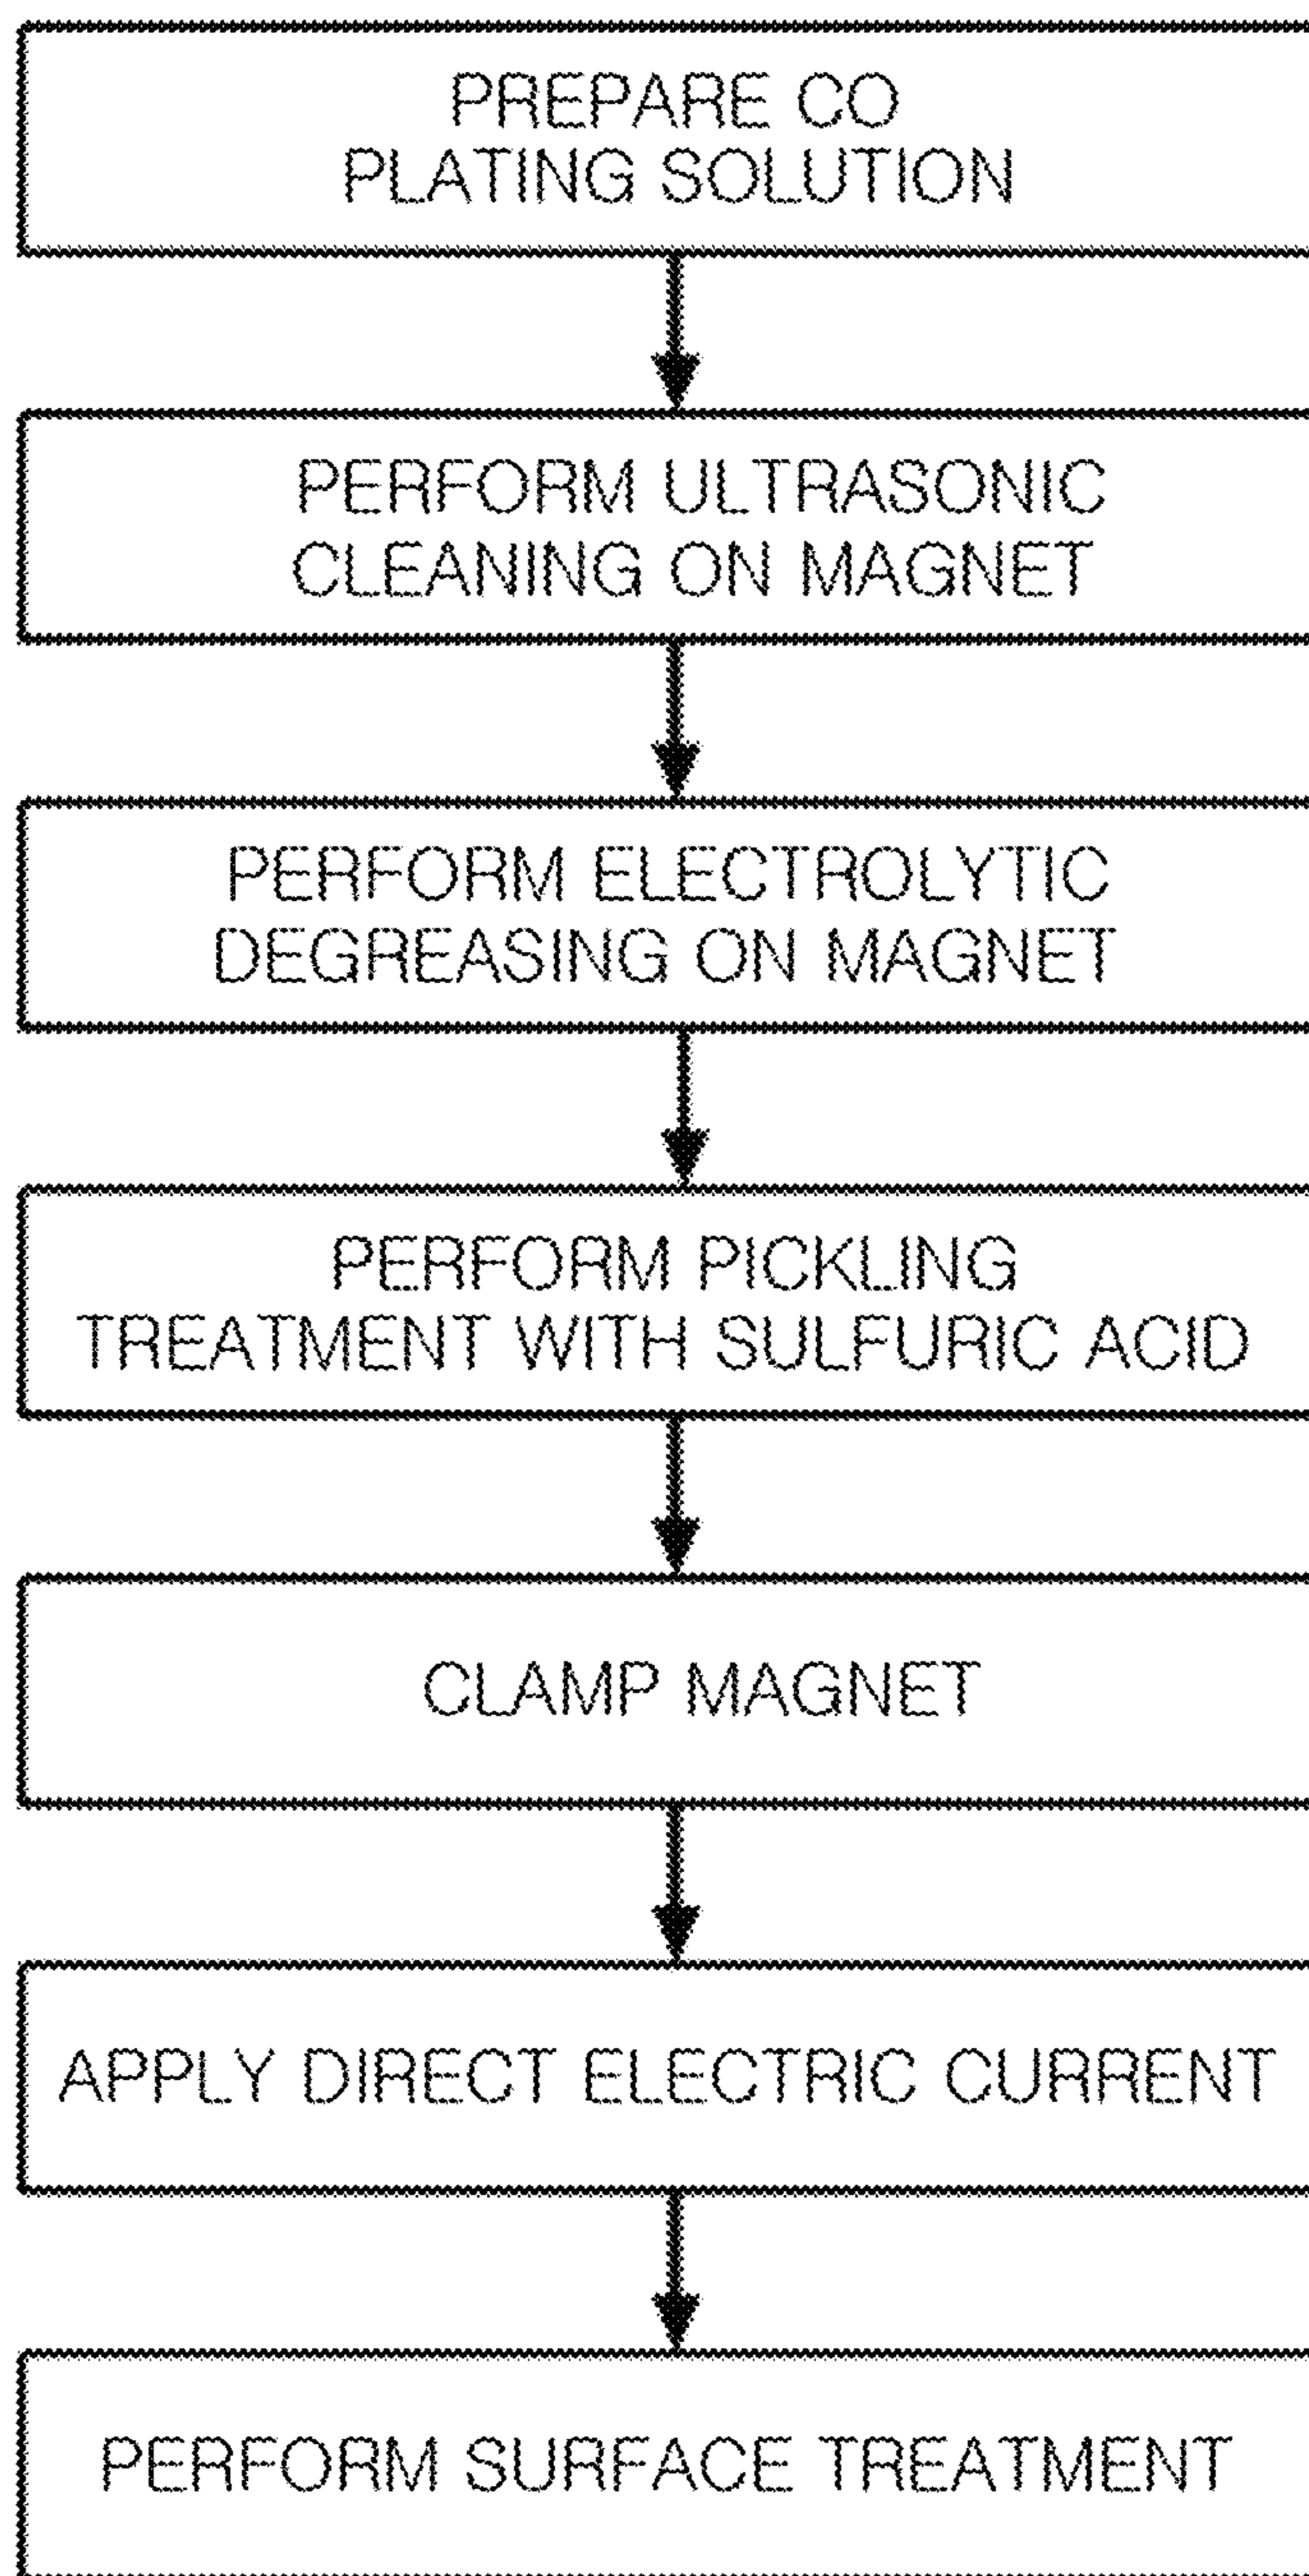 PREPARE CO
PLATING SOLUTION
PERFORM ULTRASONIC
CLEANING ON MAGNET
PERFORM ELECTROLYTIC
DEGREASING ON MAGNET
PERFORM PICKLING
TREATMENT WITH SULFURIC ACID
CLAMP MAGNET
APPLY DIRECT ELECTRIC CURRENT
PERFORM SURFACE TREATMENT